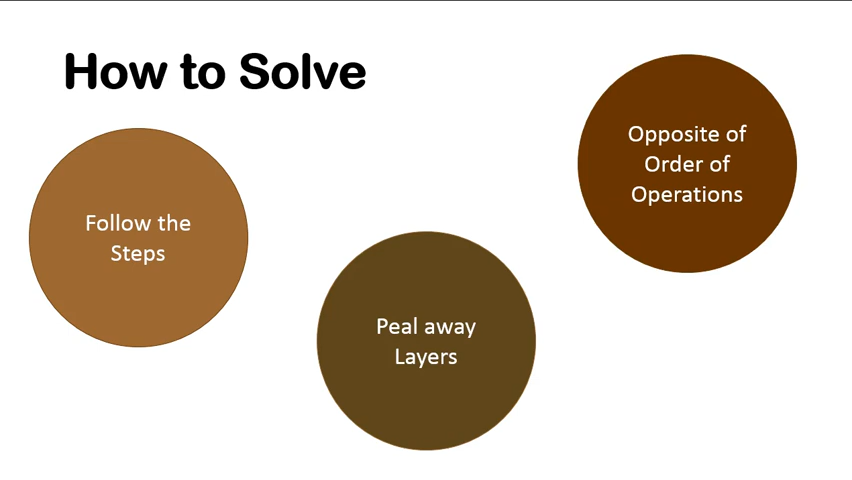 How to Solve
Follow the
Steps
Peal away
Layers
Opposite of
Order of
Operations